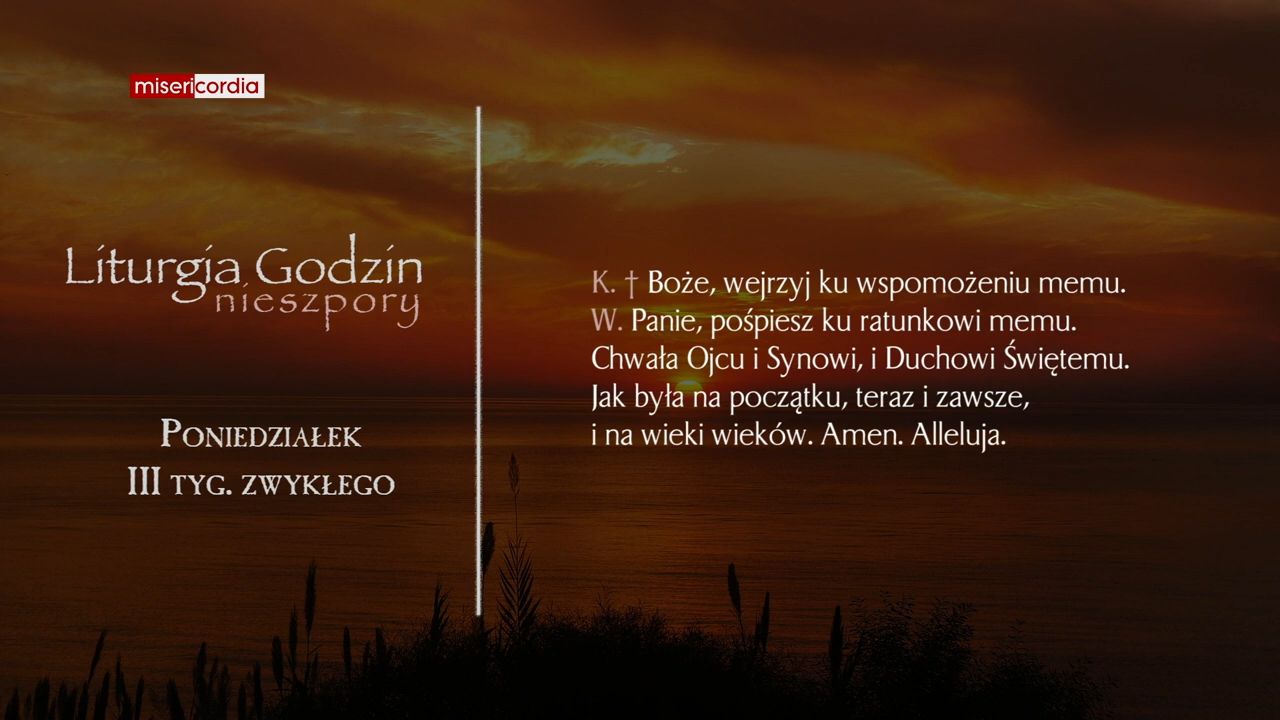 misericordia
Liturgia Godzin
nieszpory
Poniedziałek
III tyg. zwykłego
K. † Boże, wejrzyj ku wspomożeniu memu.
W. Panie, pośpiesz ku ratunkowi memu.
Chwała Ojcu i Synowi, i Duchowi Świętemu.
Jak była na początku, teraz i zawsze,
i na wieki wieków. Amen. Alleluja.